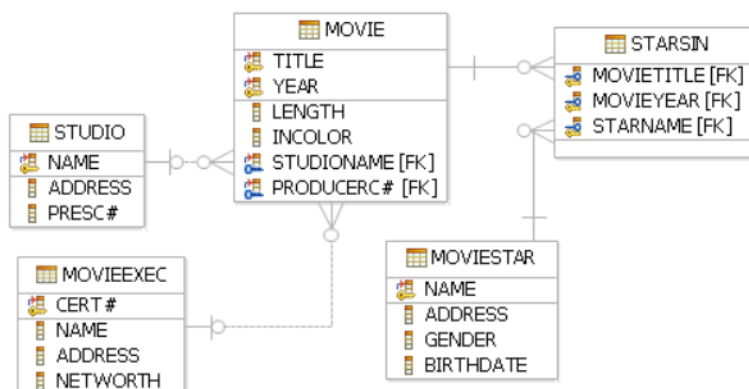 MOVIE
TITLE
YEAR
LENGTH
INCOLOR
STUDIONAME [FK]
PRODUCERC# [FK]
STARSIN
MOVIETITLE [FK]
MOVIEYEAR [FK]
STARNAME [FK]
STUDIO
NAME
ADDRESS
PRESC#
MOVIEEXEC
CERT#
NAME
ADDRESS
NETWORTH
MOVIESTAR
NAME
ADDRESS
GENDER
BIRTHDATE